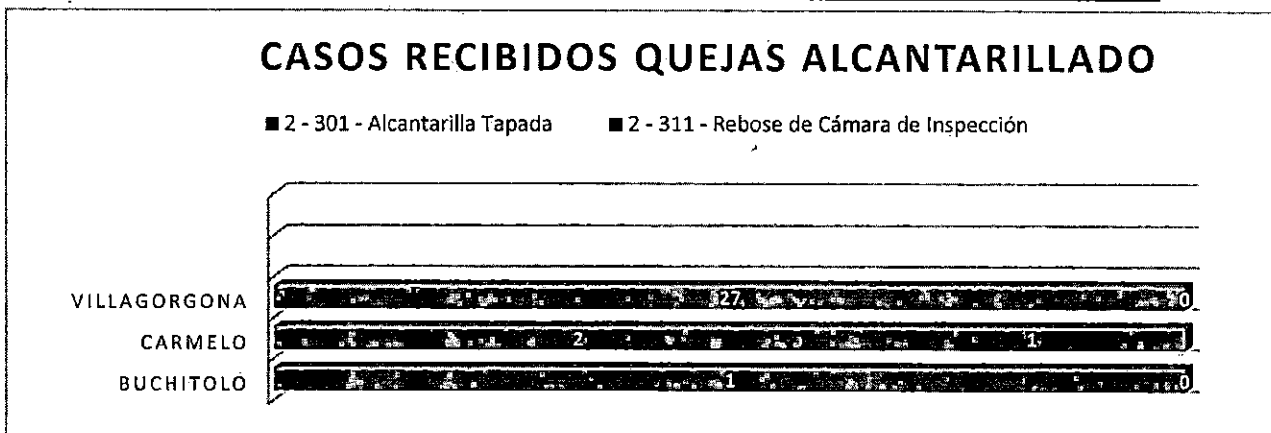 CASOS RECIBIDOS QUEJAS ALCANTARILLADO
■ 2 - 301 - Alcantarilla Tapada ■ 2 - 311 - Rebose de Cámara de Inspección
VILLAGORGONA 27 0
CARMELO 2 1
BUCHITOLO 1 0